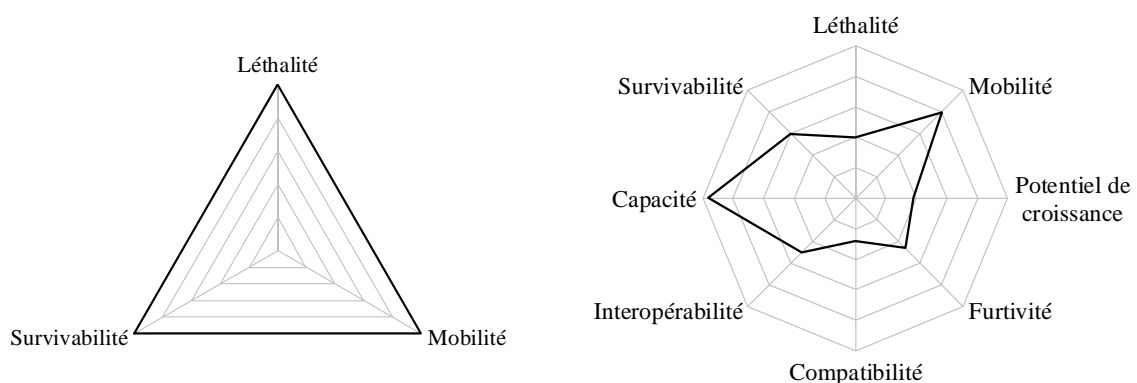 Léthalité
Survivabilité
Mobilité
Léthalité
Survivabilité
Mobilité
Capacité
Potentiel de
croissance
Interopérabilité
Furtivité
Compatibilité